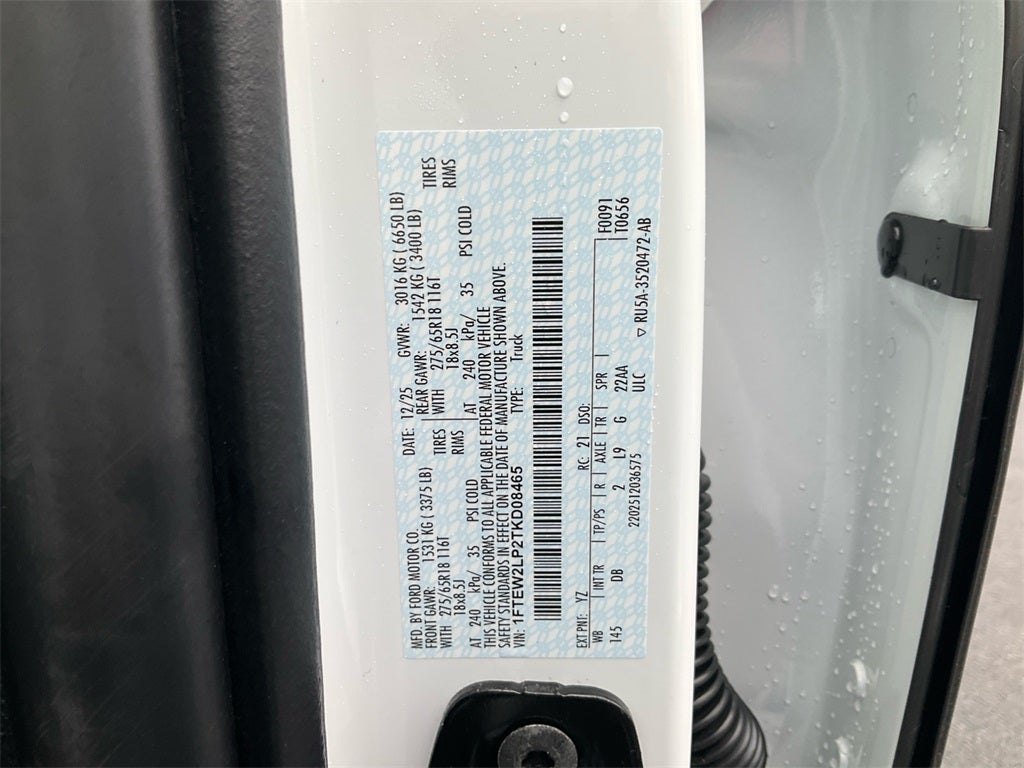 MFD. BY FORD MOTOR CO. DATE: 12/25 GVWR: 3016 KG ( 6650 LB)
FRONT GAWR: 1531 KG ( 3375 LB) REAR GAWR: 1542 KG ( 3400 LB)
WITH 275/65R18 116T TIRES WITH 275/65R18 116T TIRES
18x8.5J RIMS 18x8.5J RIMS
AT 240 kPa/ 35 PSI COLD AT 240 kPa/ 35 PSI COLD
THIS VEHICLE CONFORMS TO ALL APPLICABLE FEDERAL MOTOR VEHICLE
SAFETY STANDARDS IN EFFECT ON THE DATE OF MANUFACTURE SHOWN ABOVE.
VIN: 1FTEW2LP2TKD08465 TYPE: Truck
EXT PNT: YZ RC: 21 DSO: F0091
WB INT TR TP/PS R AXLE TR SPR T0656
145 DB 2 L9 G 22AA
2202512036575 ULC ▽ RU5A-3520472-AB